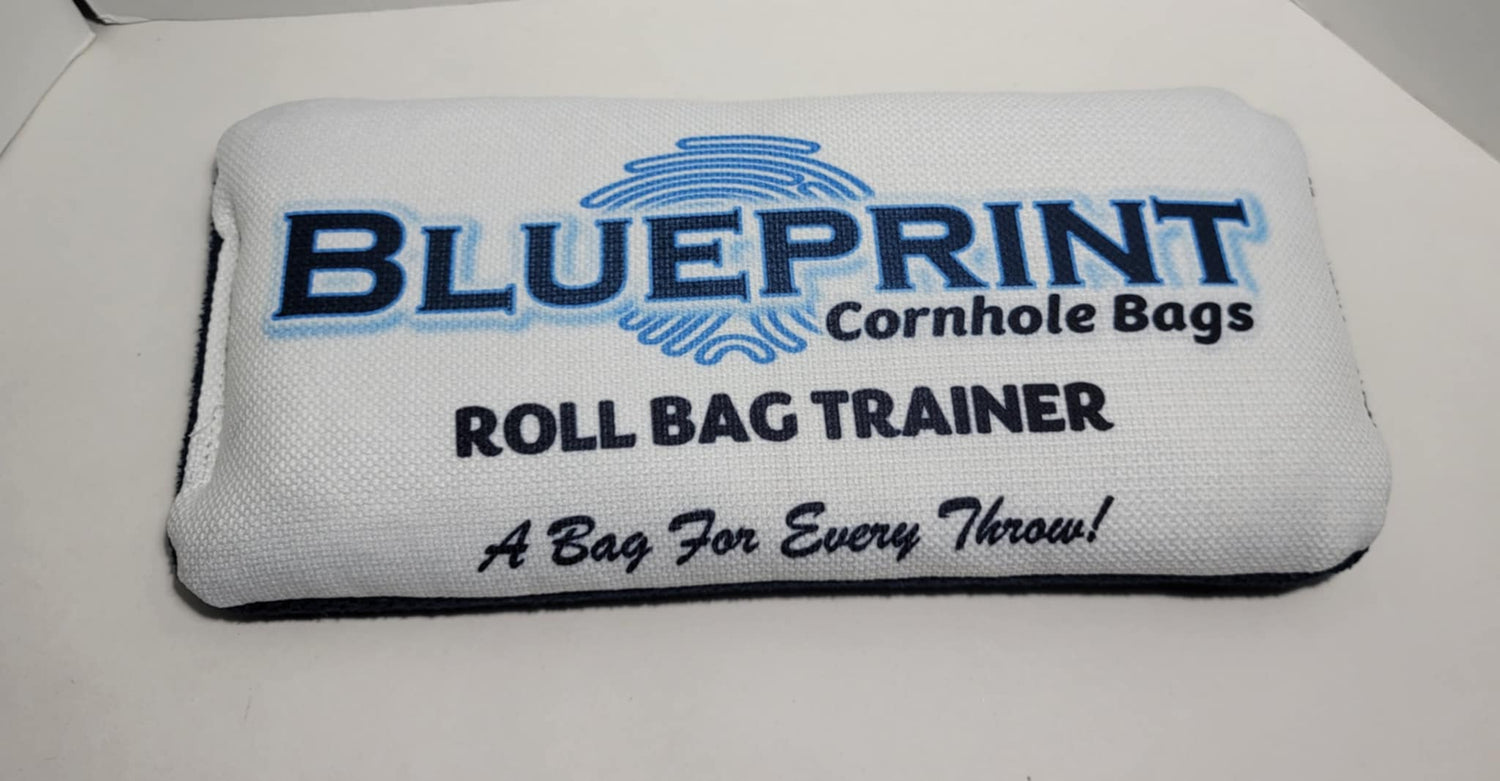 BLUEPRINT
Cornhole Bags
ROLL BAG TRAINER
A Bag For Every Throw!